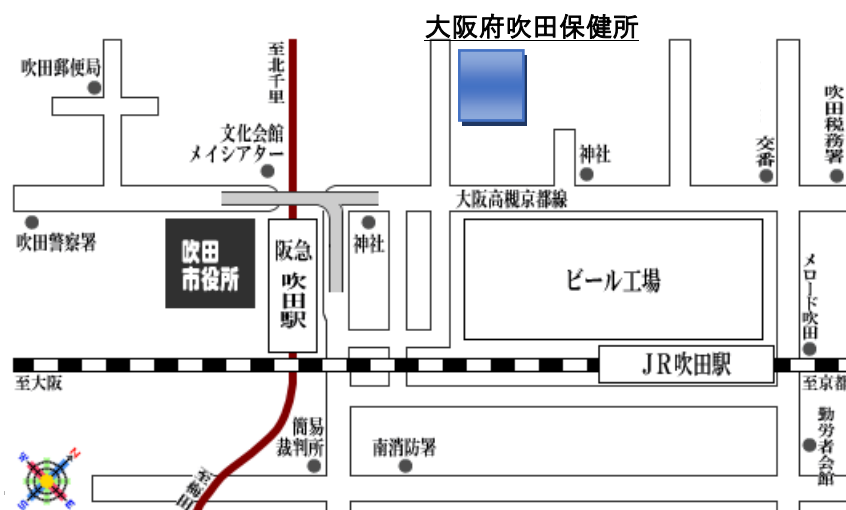 大阪府吹田保健所
吹田郵便局
至北千里
文化会館
メイシアター
神社
交番
吹田税務署
大阪高槻京都線
吹田警察署
吹田
市役所
阪急
吹田駅
神社
ビール工場
メロード吹田
JR吹田駅
至大阪
至京都
簡易
裁判所
南消防署
勤労者会館
至梅田
N
W
S
E